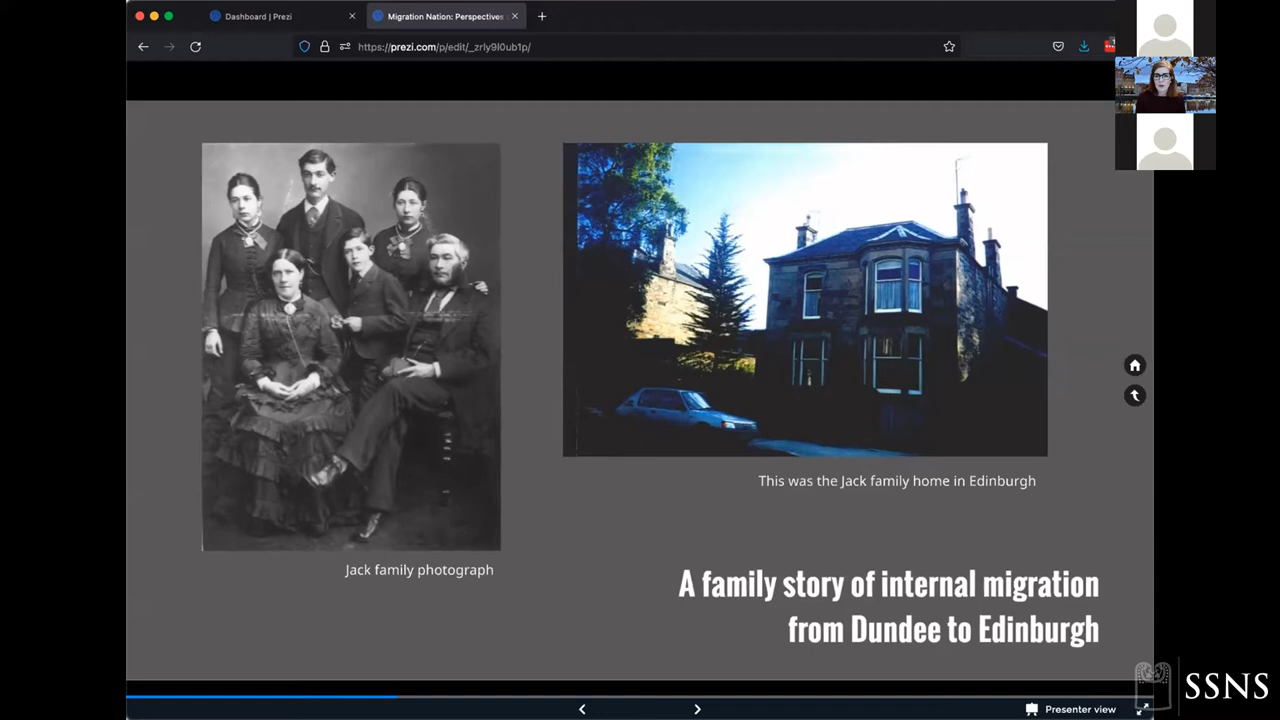 Dashboard | Prezi
Migration Nation: Perspectives
https://prezi.com/p/edit/_zrly9l0ub1p/
This was the Jack family home in Edinburgh
Jack family photograph
A family story of internal migration
from Dundee to Edinburgh
SSNS
Presenter view